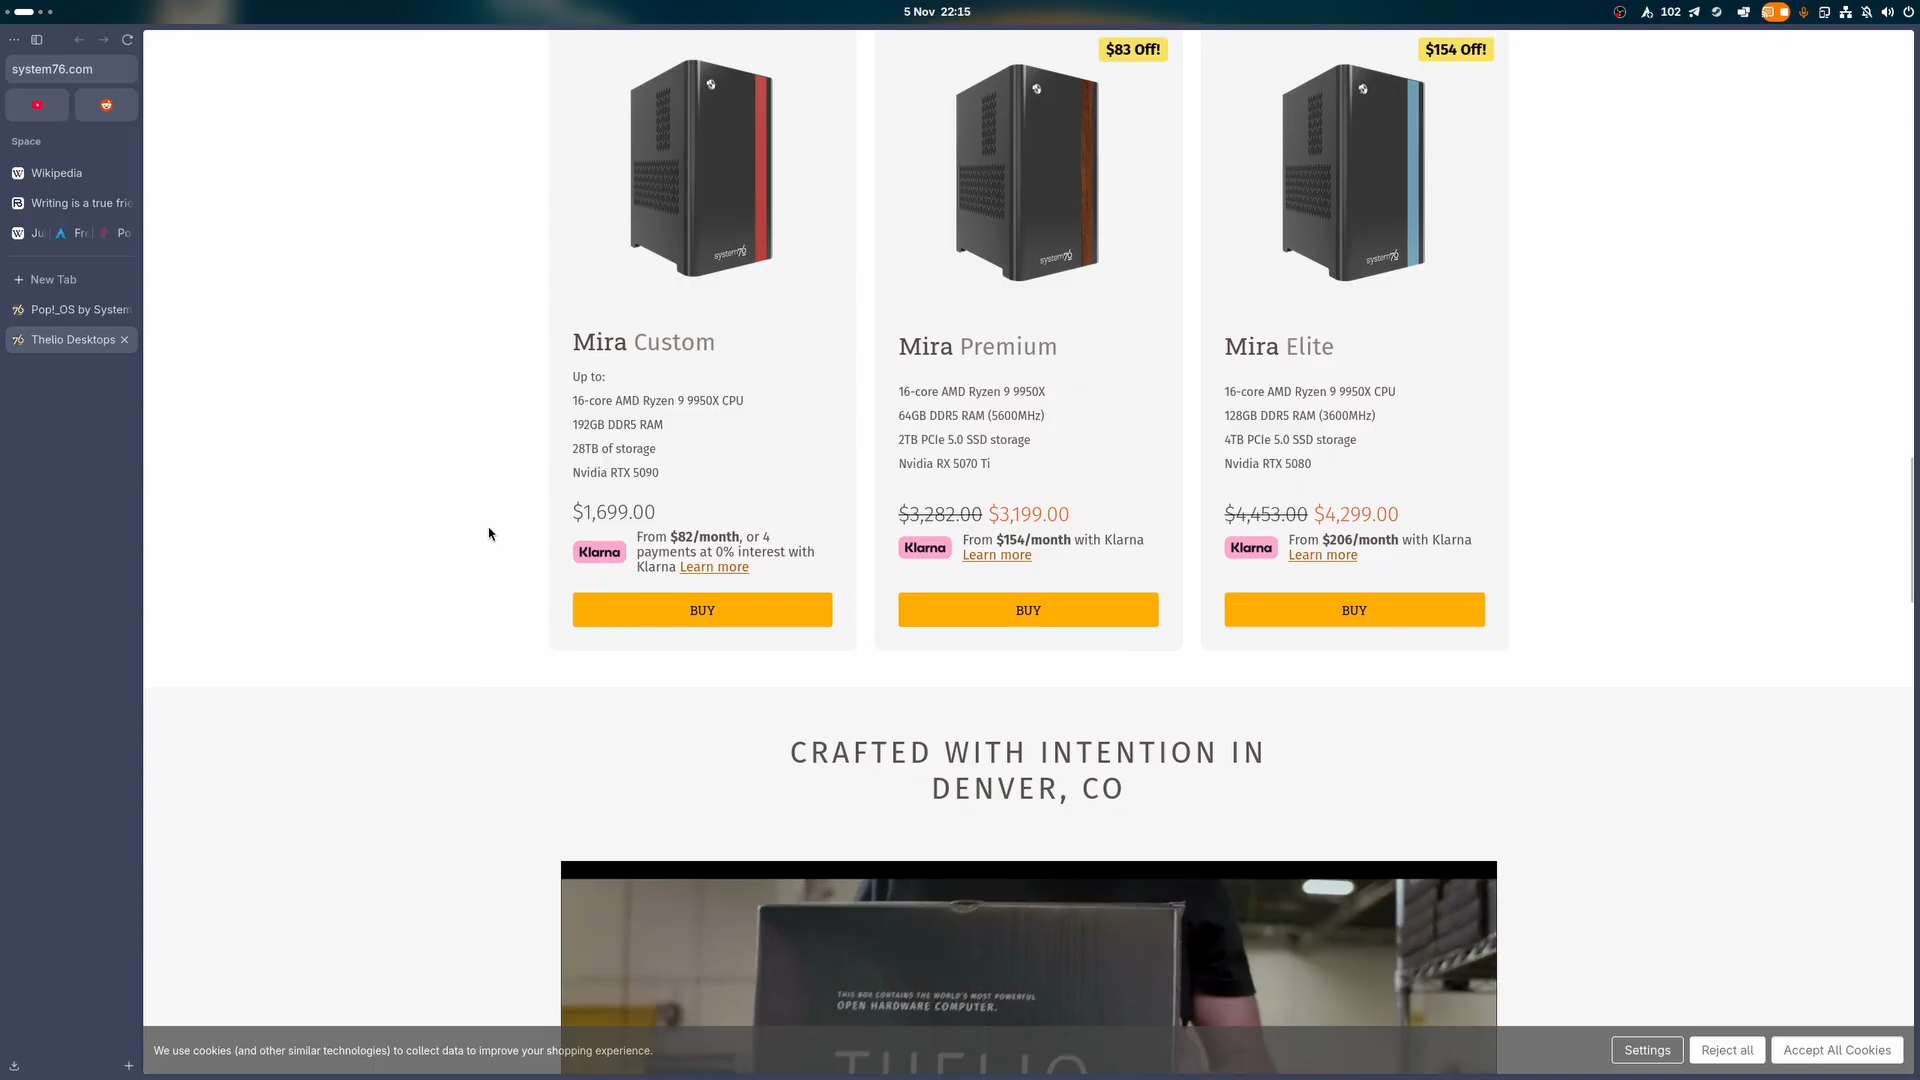 5 Nov 22:15
102
system76.com
Space
Wikipedia
Writing is a true frie
Ju Fre Po
New Tab
Pop!_OS by System
Thelio Desktops
$83 Off!
$154 Off!
system76
system76
system76
Mira Custom
Up to:
16-core AMD Ryzen 9 9950X CPU
192GB DDR5 RAM
28TB of storage
Nvidia RTX 5090
$1,699.00
Klarna
From $82/month, or 4
payments at 0% interest with
Klarna Learn more
BUY
Mira Premium
16-core AMD Ryzen 9 9950X
64GB DDR5 RAM (5600MHz)
2TB PCIe 5.0 SSD storage
Nvidia RX 5070 Ti
$3,282.00 $3,199.00
Klarna
From $154/month with Klarna
Learn more
BUY
Mira Elite
16-core AMD Ryzen 9 9950X CPU
128GB DDR5 RAM (3600MHz)
4TB PCIe 5.0 SSD storage
Nvidia RTX 5080
$4,453.00 $4,299.00
Klarna
From $206/month with Klarna
Learn more
BUY
CRAFTED WITH INTENTION IN
DENVER, CO
THIS BOX CONTAINS THE WORLD'S MOST POWERFUL
OPEN HARDWARE COMPUTER.
THELIO
We use cookies (and other similar technologies) to collect data to improve your shopping experience.
Settings
Reject all
Accept All Cookies